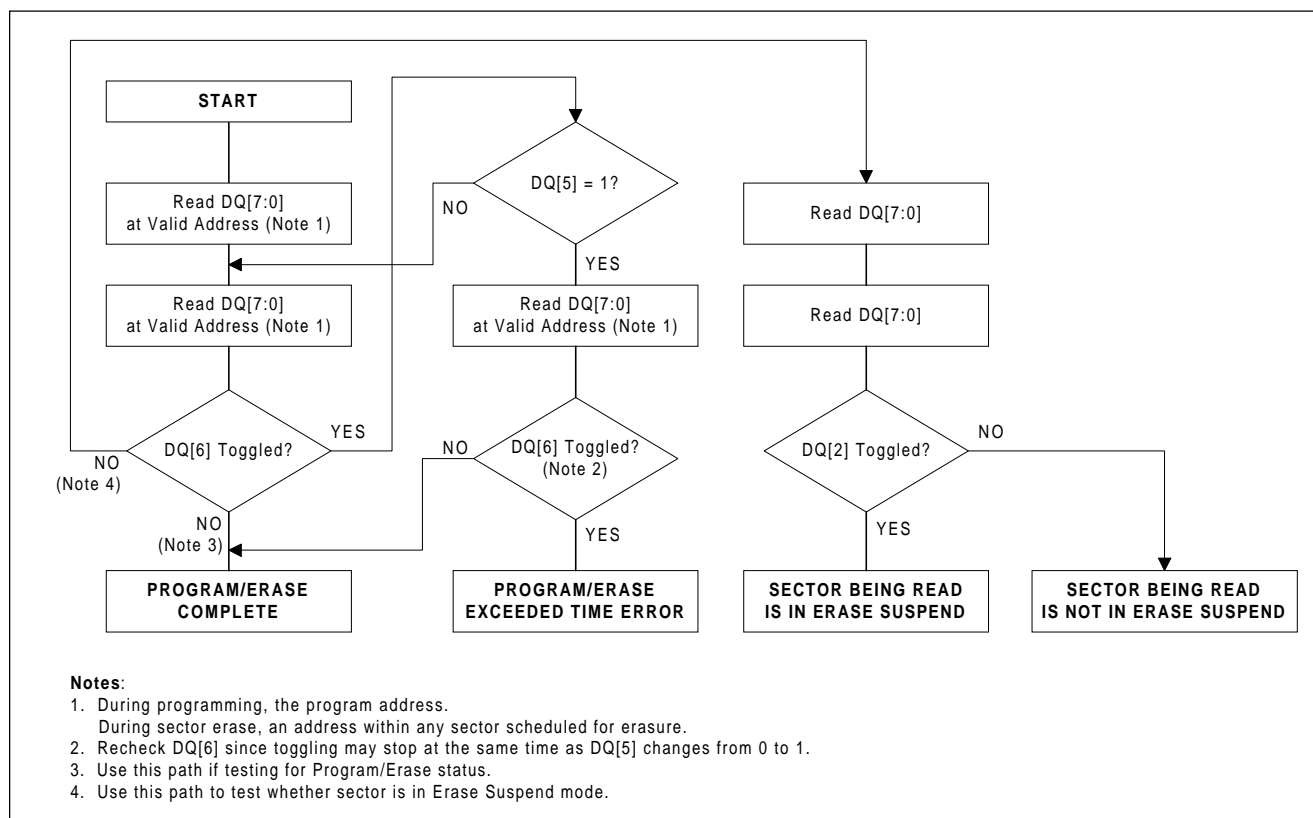 START
Read DQ[7:0]
at Valid Address (Note 1)
Read DQ[7:0]
at Valid Address (Note 1)
DQ[6] Toggled?
YES
NO
(Note 4)
NO
(Note 3)
PROGRAM/ERASE
COMPLETE
DQ[5] = 1?
NO
YES
Read DQ[7:0]
at Valid Address (Note 1)
DQ[6] Toggled?
(Note 2)
NO
YES
PROGRAM/ERASE
EXCEEDED TIME ERROR
Read DQ[7:0]
Read DQ[7:0]
DQ[2] Toggled?
NO
YES
SECTOR BEING READ
IS IN ERASE SUSPEND
SECTOR BEING READ
IS NOT IN ERASE SUSPEND
Notes:
1. During programming, the program address.
During sector erase, an address within any sector scheduled for erasure.
2. Recheck DQ[6] since toggling may stop at the same time as DQ[5] changes from 0 to 1.
3. Use this path if testing for Program/Erase status.
4. Use this path to test whether sector is in Erase Suspend mode.